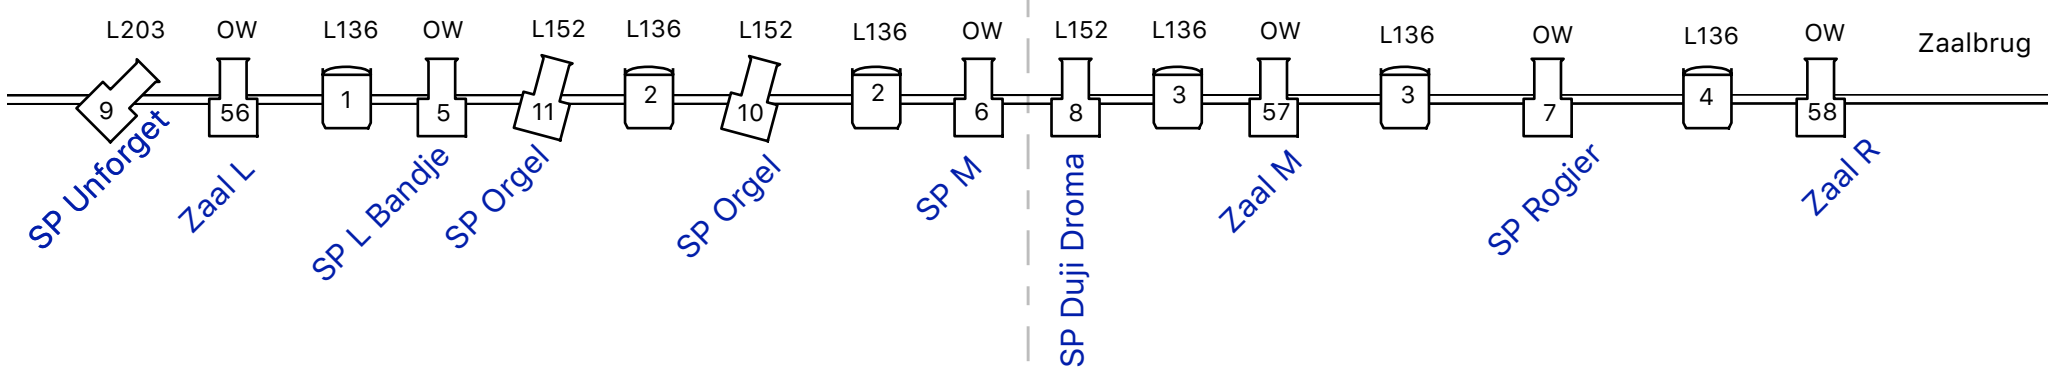 L203 OW L136 OW L152 L136 L152 L136 OW L152 L136 OW L136 OW L136 OW Zaalbrug
9 56 1 5 11 2 10 2 6 8 3 57 3 7 4 58
SP Unforget
Zaal L
SP L Bandje
SP Orgel
SP Orgel
SP M
SP Duji Droma
Zaal M
SP Rogier
Zaal R